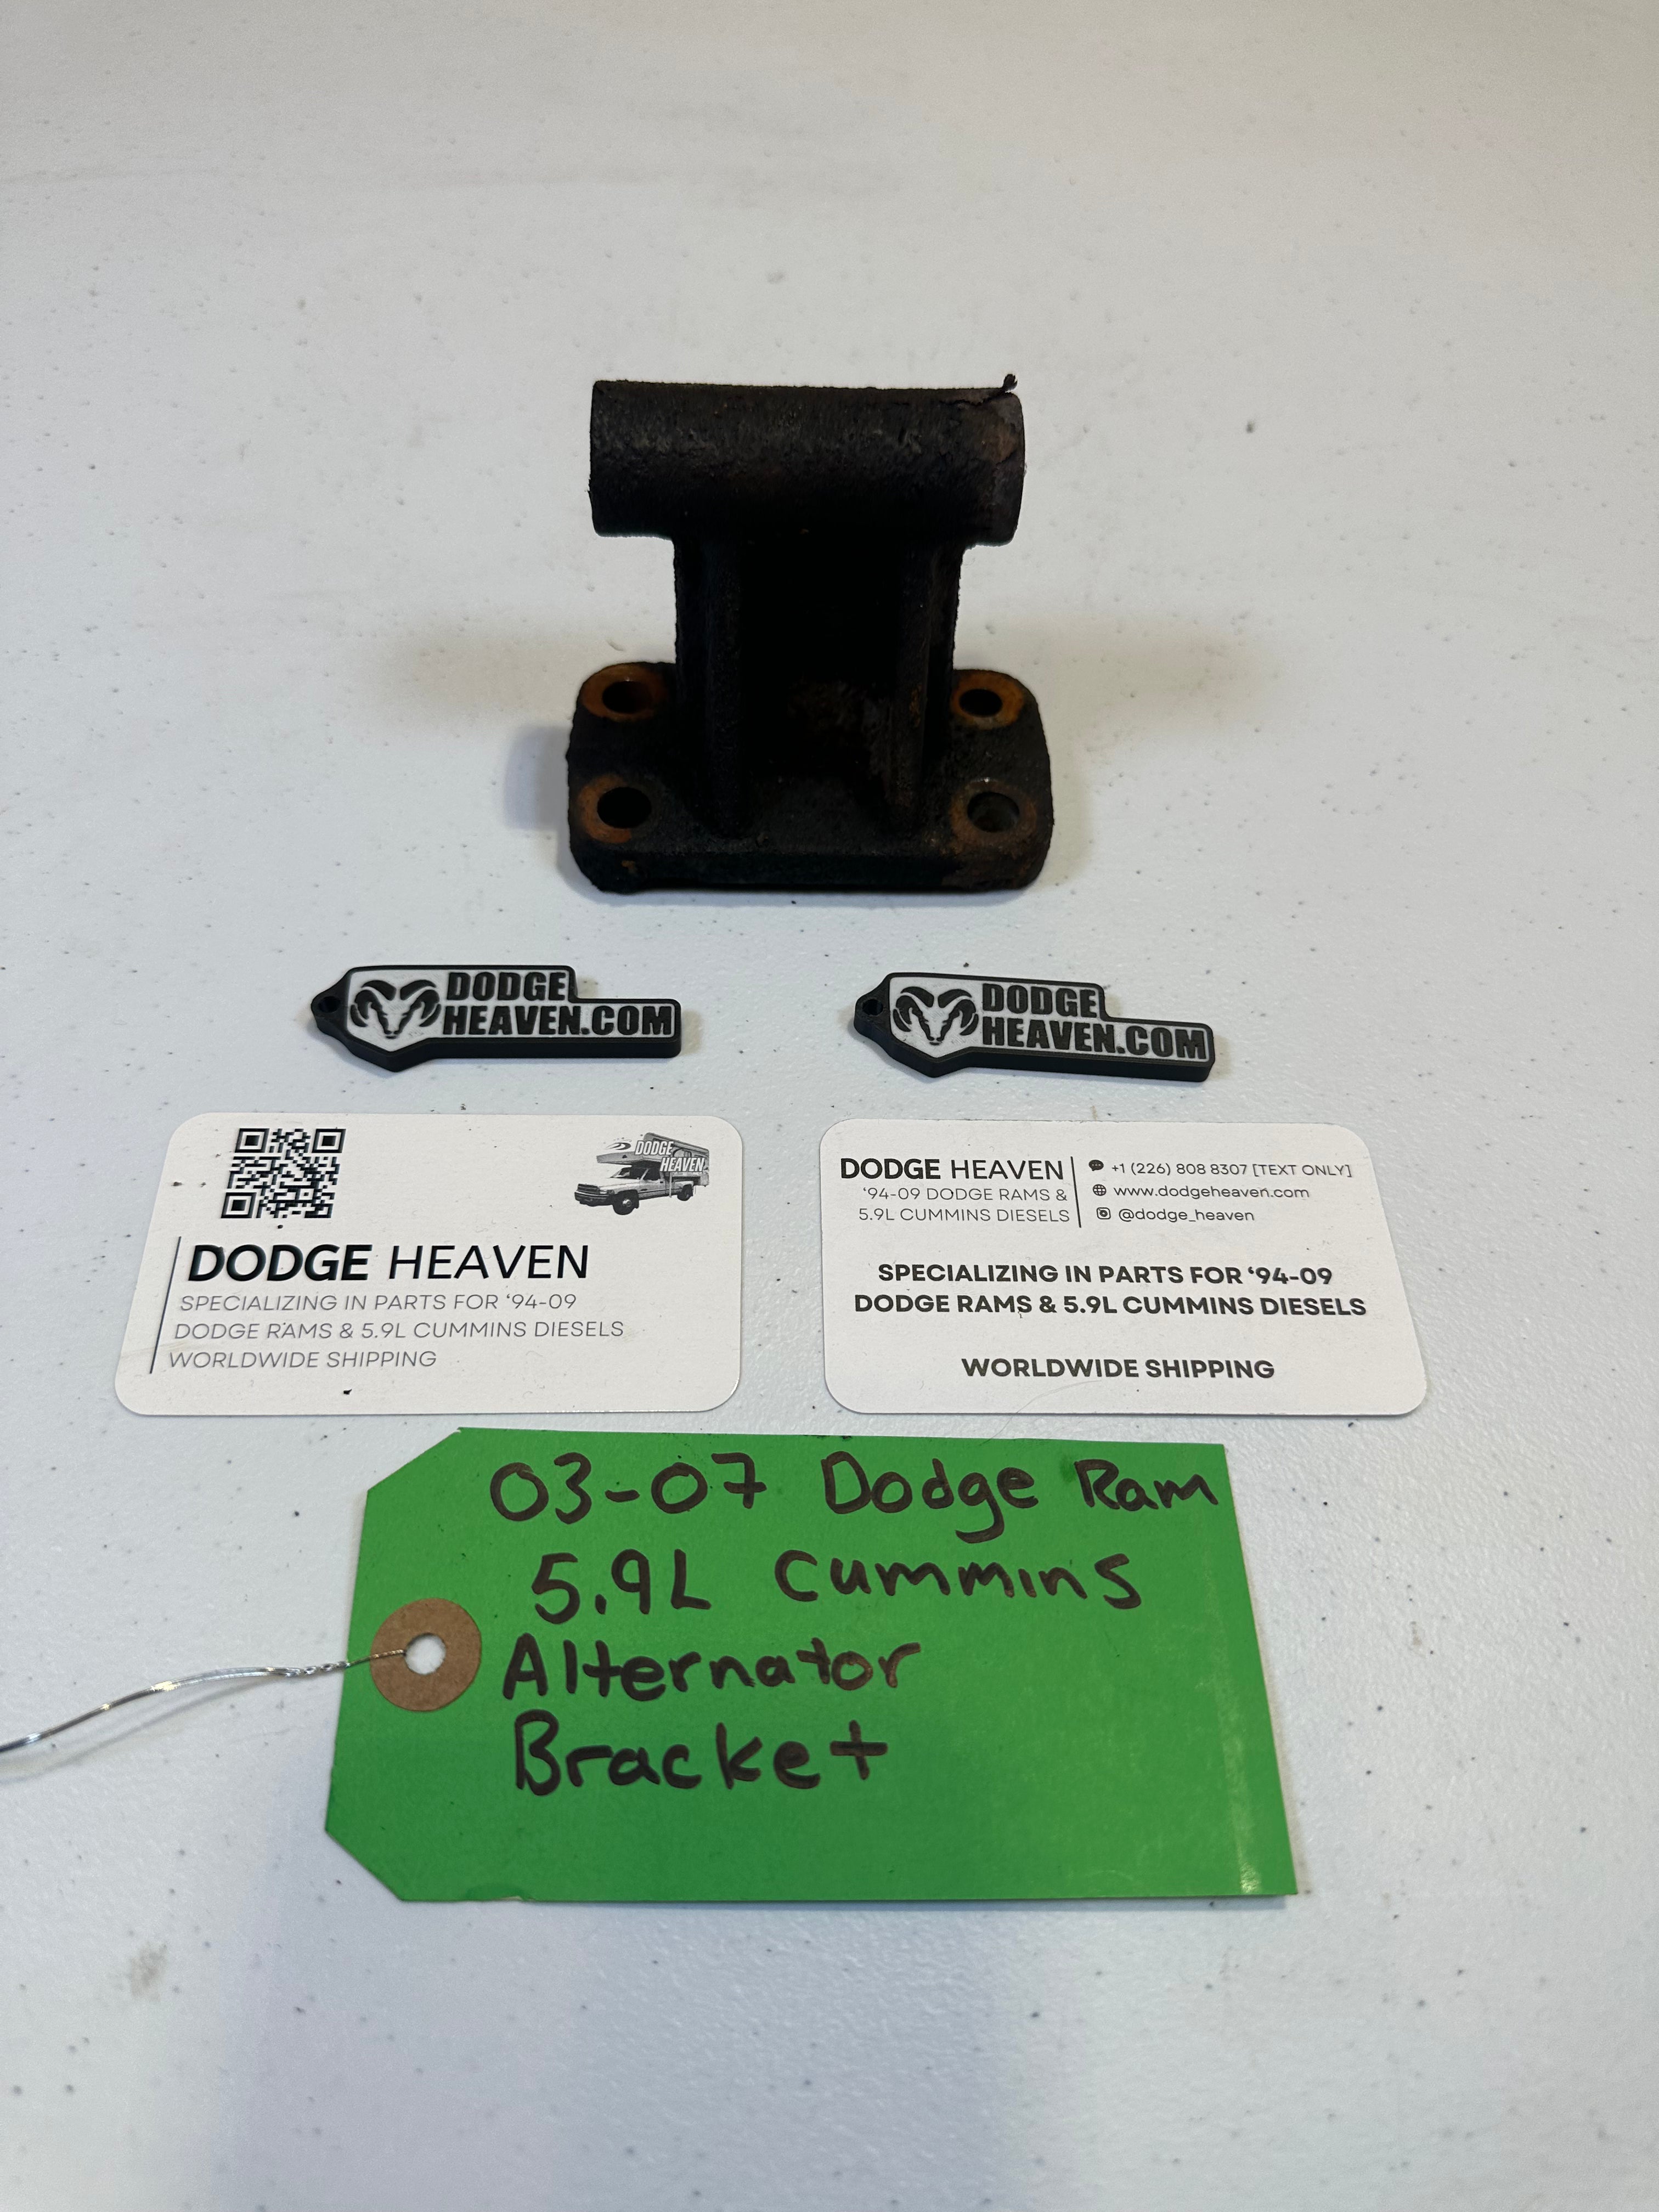 DODGE
HEAVEN.COM
DODGE
HEAVEN.COM
DODGE
HEAVEN
DODGE HEAVEN
SPECIALIZING IN PARTS FOR ‘94-09
DODGE RAMS & 5.9L CUMMINS DIESELS
WORLDWIDE SHIPPING
DODGE HEAVEN
‘94-09 DODGE RAMS &
5.9L CUMMINS DIESELS
+1 (226) 808 8307 [TEXT ONLY]
www.dodgeheaven.com
@dodge_heaven
SPECIALIZING IN PARTS FOR ‘94-09
DODGE RAMS & 5.9L CUMMINS DIESELS
WORLDWIDE SHIPPING
03-07 Dodge Ram
5.9L Cummins
Alternator
Bracket